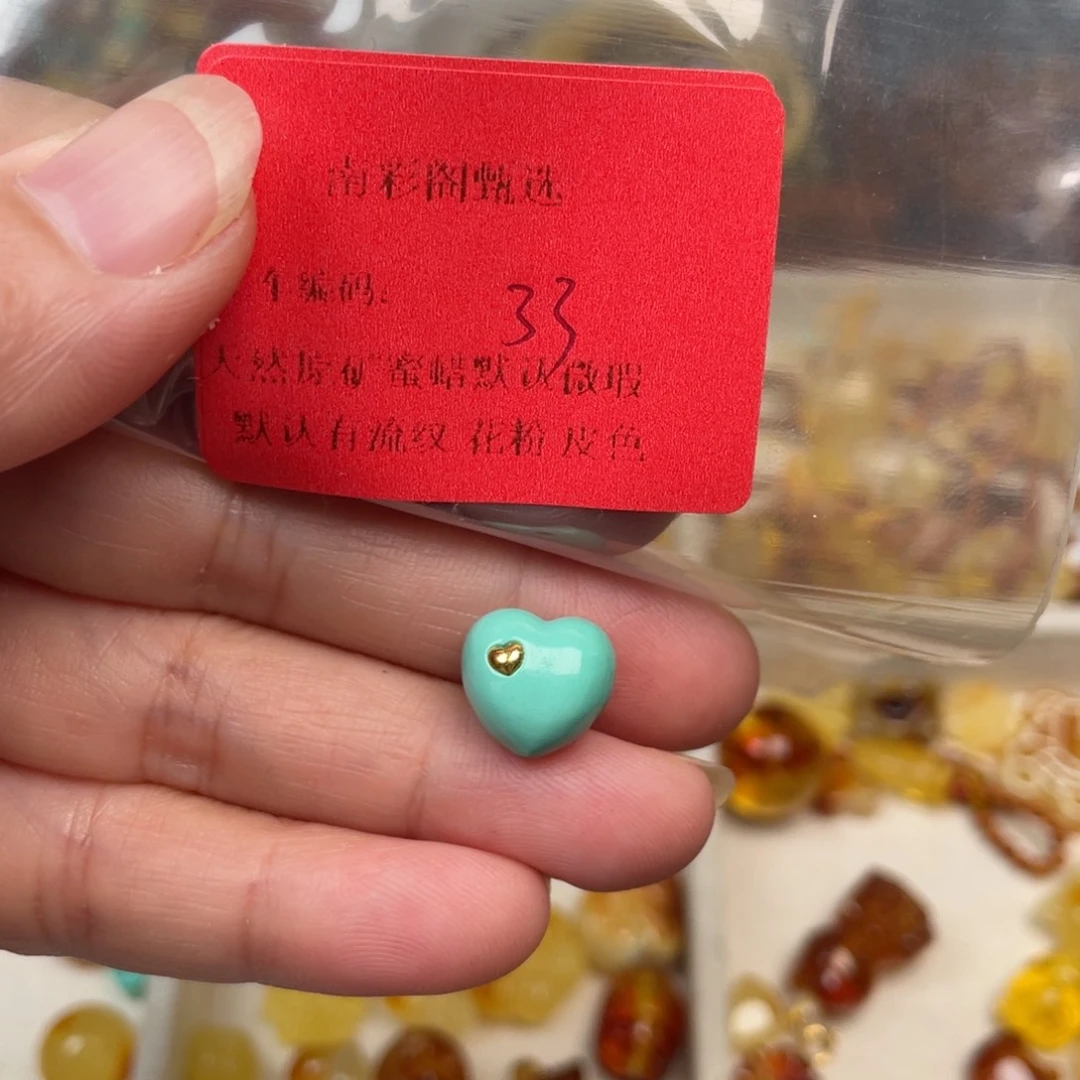 南彩阁甄选
个编码:
33
天然原矿 蜜蜡默认微瑕
默认有流纹 花粉 皮色